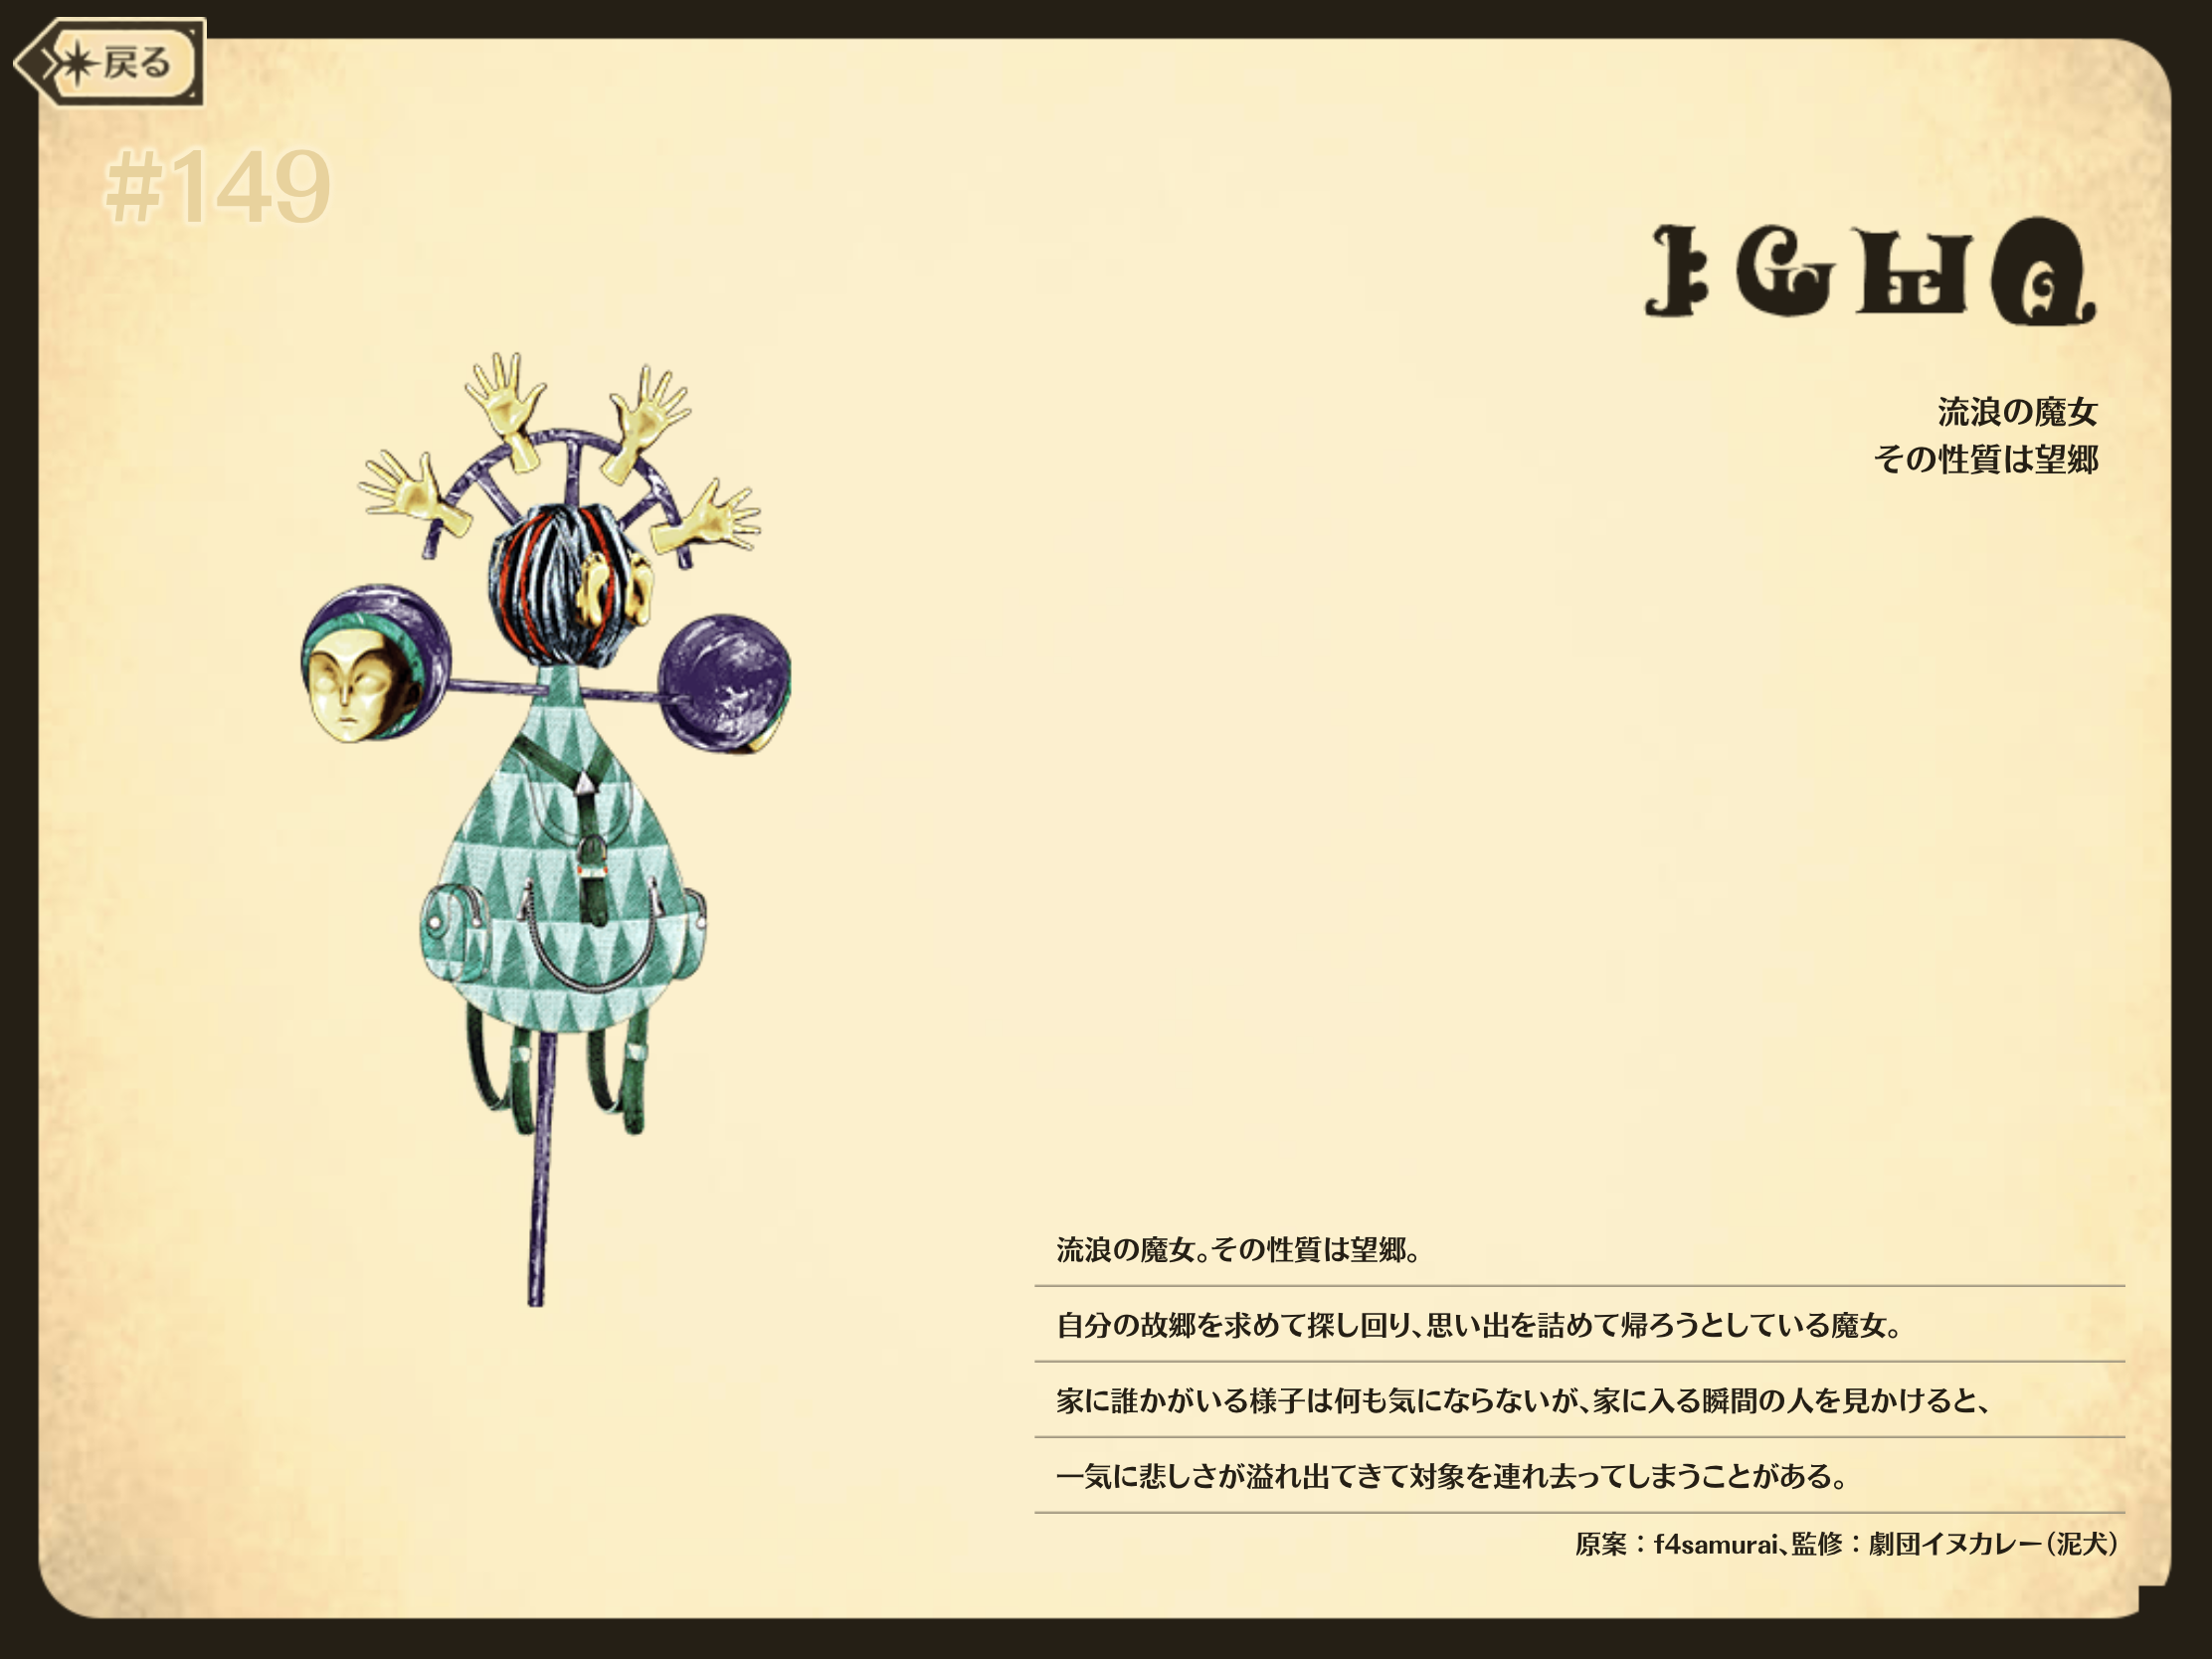 戻る
#149
流浪の魔女
その性質は望郷
流浪の魔女。その性質は望郷。
自分の故郷を求めて探し回り、思い出を詰めて帰ろうとしている魔女。
家に誰かがいる様子は何も気にならないが、家に入る瞬間の人を見かけると、
一気に悲しさが溢れ出てきて対象を連れ去ってしまうことがある。
原案：f4samurai、監修：劇団イヌカレー（泥犬）